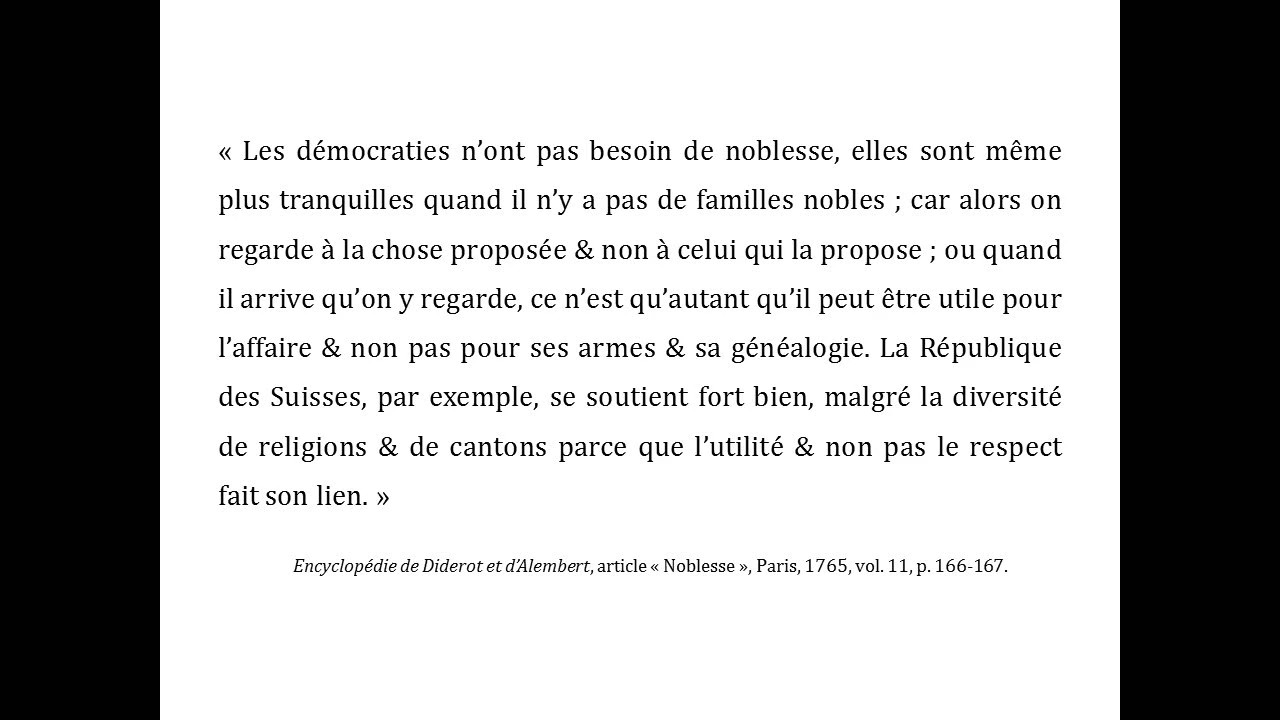 « Les démocraties n’ont pas besoin de noblesse, elles sont même
plus tranquilles quand il n’y a pas de familles nobles ; car alors on
regarde à la chose proposée & non à celui qui la propose ; ou quand
il arrive qu’on y regarde, ce n’est qu’autant qu’il peut être utile pour
l’affaire & non pas pour ses armes & sa généalogie. La République
des Suisses, par exemple, se soutient fort bien, malgré la diversité
de religions & de cantons parce que l’utilité & non pas le respect
fait son lien. »
Encyclopédie de Diderot et d’Alembert, article « Noblesse », Paris, 1765, vol. 11, p. 166-167.